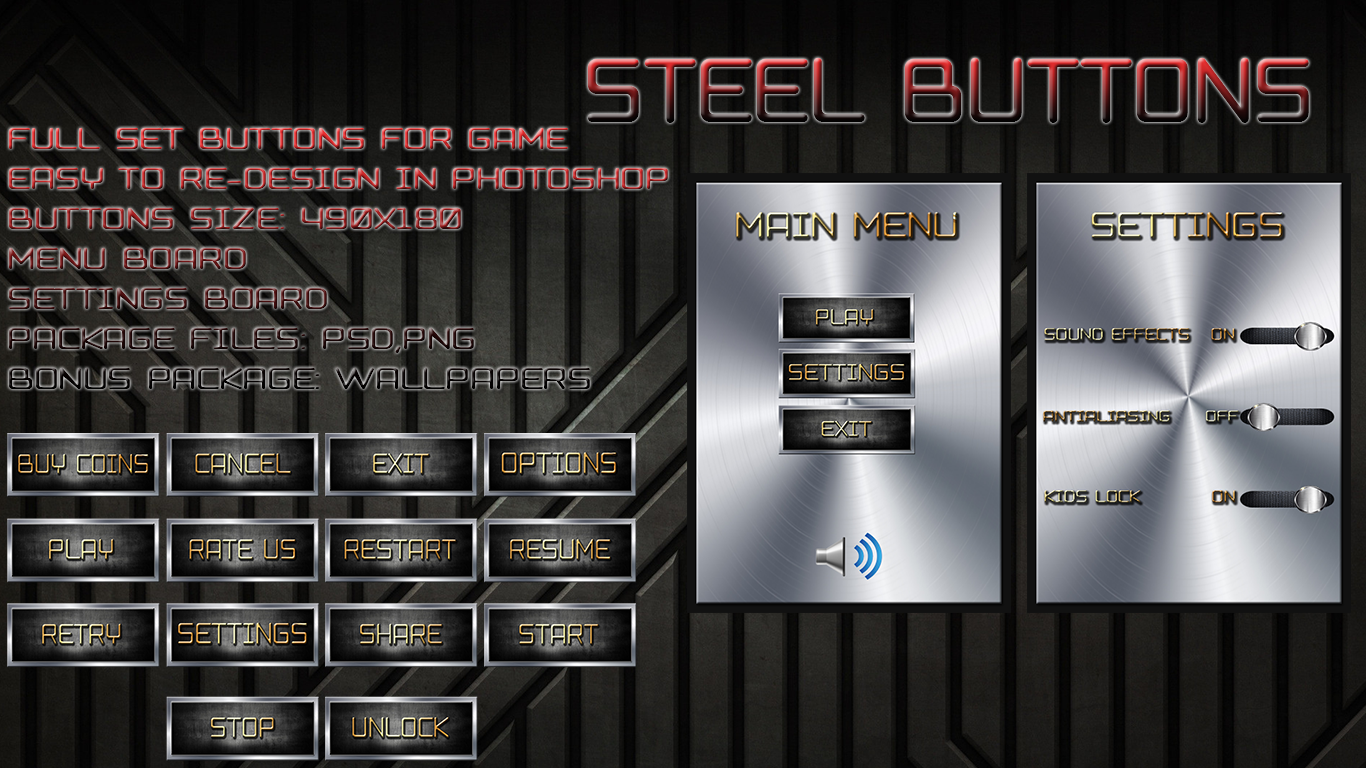 STEEL BUTTONS
FULL SET BUTTONS FOR GAME
EASY TO RE-DESIGN IN PHOTOSHOP
BUTTONS SIZE: 490X180
MENU BOARD
SETTINGS BOARD
PACKAGE FILES: PSD,PNG
BONUS PACKAGE: WALLPAPERS
BUY COINS CANCEL EXIT OPTIONS
PLAY RATE US RESTART RESUME
RETRY SETTINGS SHARE START
STOP UNLOCK
MAIN MENU
PLAY
SETTINGS
EXIT
SETTINGS
SOUND EFFECTS ON
ANTIALIASING OFF
KIDS LOCK ON